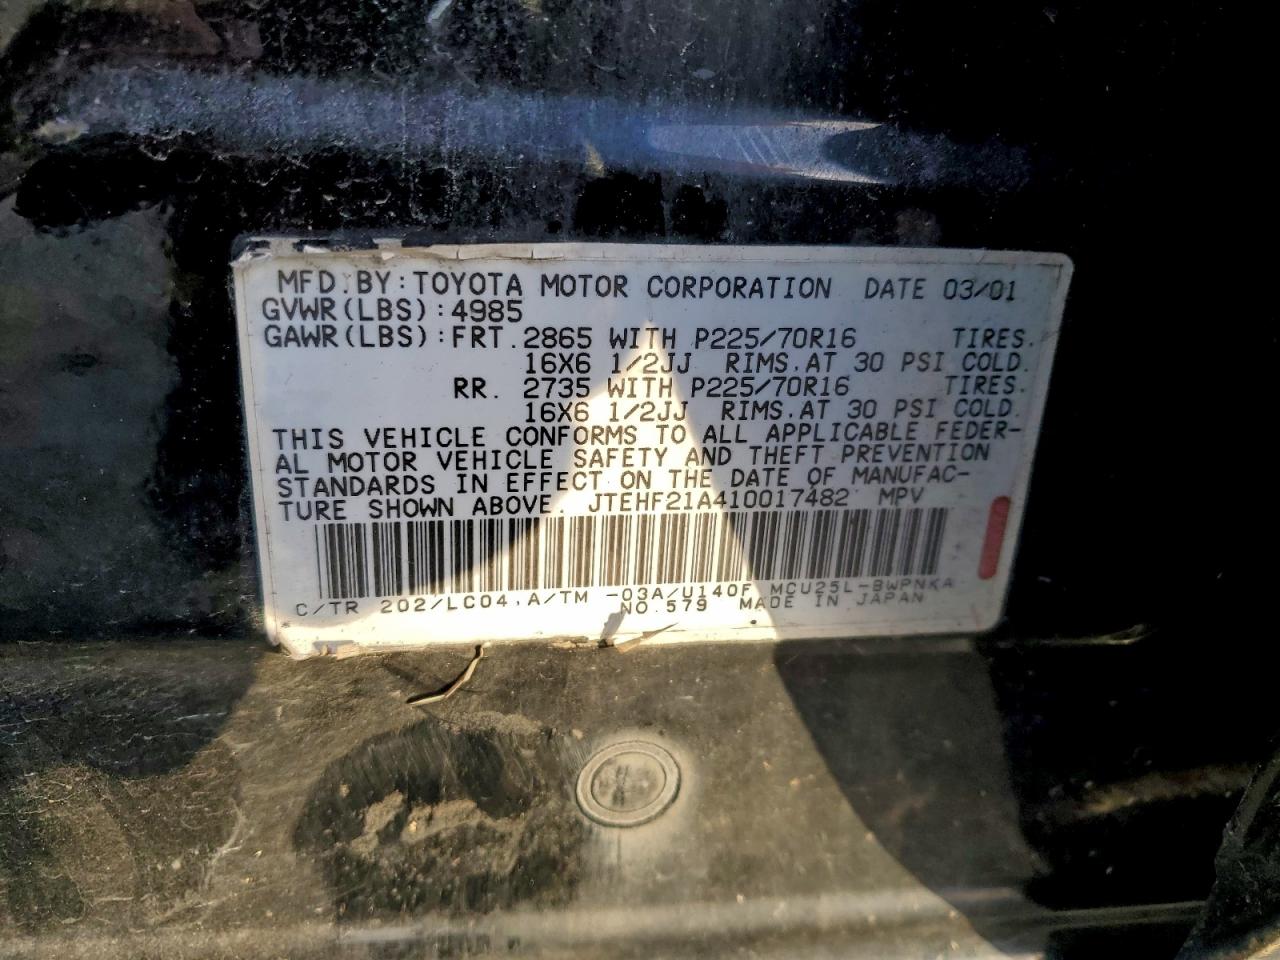 MFD.BY:TOYOTA MOTOR CORPORATION DATE 03/01
GVWR(LBS):4985
GAWR(LBS):FRT.2865 WITH P225/70R16 TIRES.
16X6 1/2JJ RIMS.AT 30 PSI COLD.
RR. 2735 WITH P225/70R16 TIRES.
16X6 1/2JJ RIMS.AT 30 PSI COLD.
THIS VEHICLE CONFORMS TO ALL APPLICABLE FEDER-
AL MOTOR VEHICLE SAFETY AND THEFT PREVENTION
STANDARDS IN EFFECT ON THE DATE OF MANUFAC-
TURE SHOWN ABOVE. JTEHF21A410017482 MPV
C/TR 202/LC04,A/TM -03A/U140F MCU25L-BWPNKA
NO.579 MADE IN JAPAN